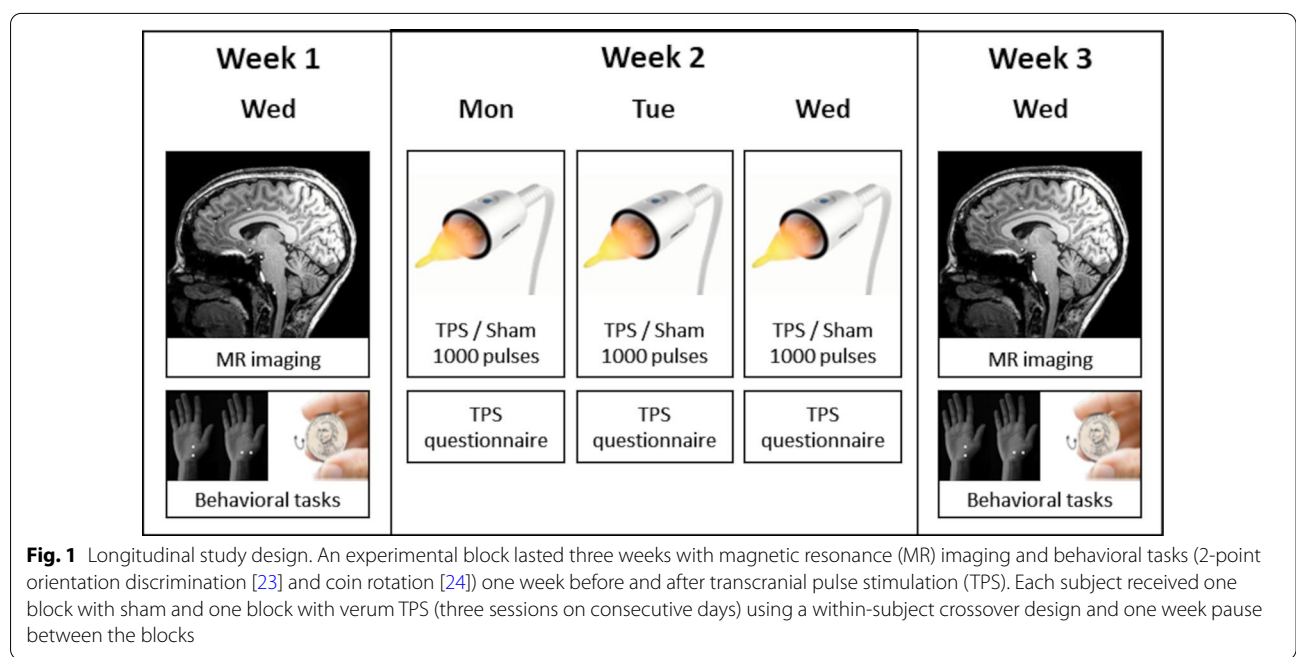 Week 1
Week 2
Week 3
Wed
Mon
Tue
Wed
Wed
TPS / Sham
1000 pulses
TPS / Sham
1000 pulses
TPS / Sham
1000 pulses
MR imaging
MR imaging
TPS
questionnaire
TPS
questionnaire
TPS
questionnaire
Behavioral tasks
Behavioral tasks
Fig. 1 Longitudinal study design. An experimental block lasted three weeks with magnetic resonance (MR) imaging and behavioral tasks (2-point
orientation discrimination [23] and coin rotation [24]) one week before and after transcranial pulse stimulation (TPS). Each subject received one
block with sham and one block with verum TPS (three sessions on consecutive days) using a within-subject crossover design and one week pause
between the blocks